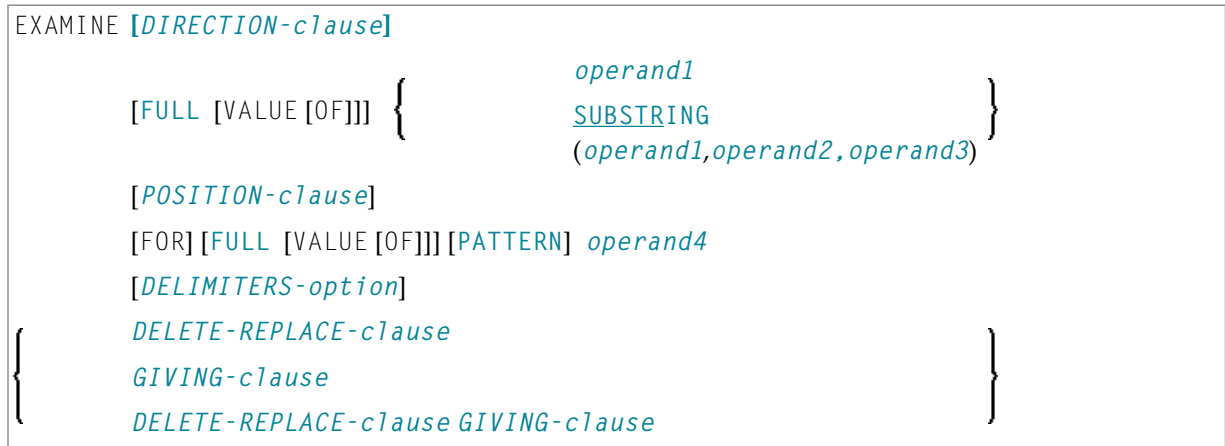 EXAMINE [DIRECTION-clause]
operand1
[FULL [VALUE [OF]]] { SUBSTRING }
(operand1,operand2,operand3)
[POSITION-clause]
[FOR] [FULL [VALUE [OF]]] [PATTERN] operand4
[DELIMITERS-option]
DELETE-REPLACE-clause
{ GIVING-clause }
DELETE-REPLACE-clause GIVING-clause